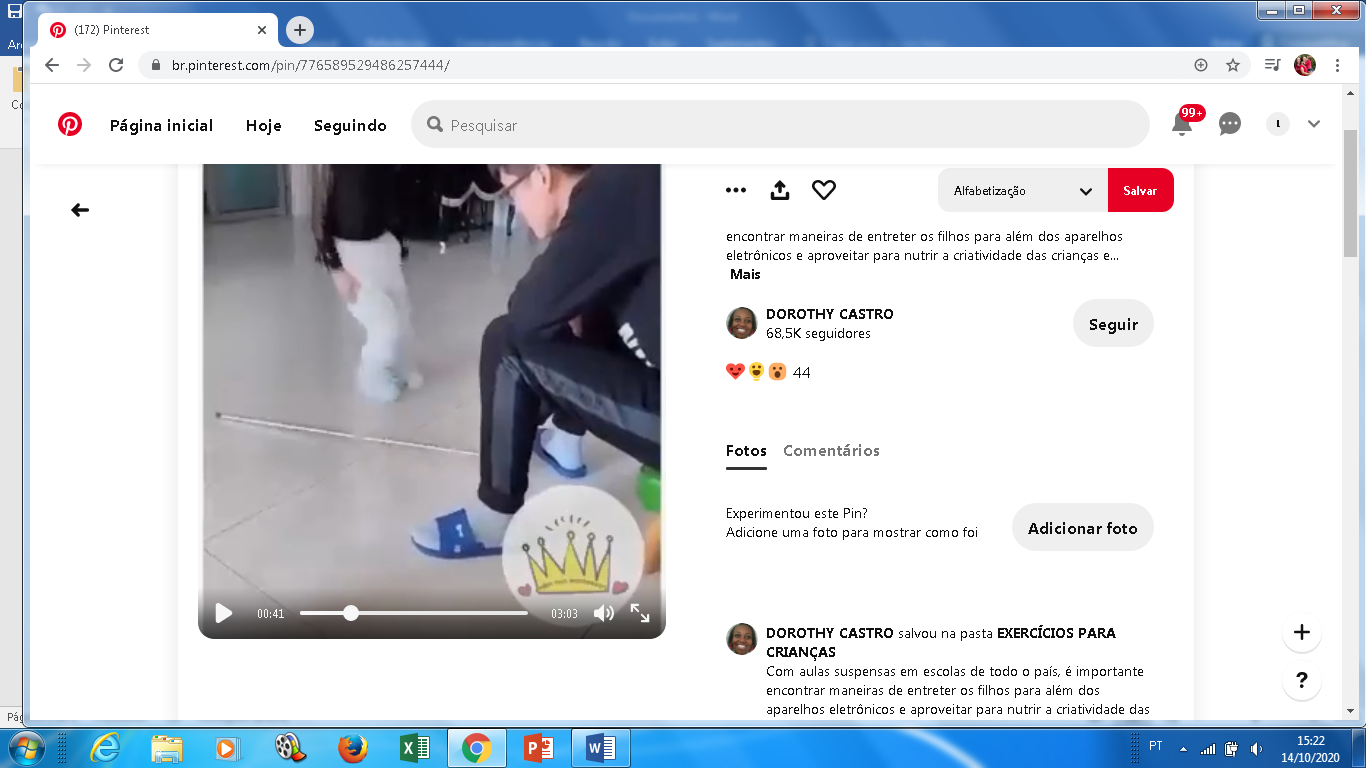 (172) Pinterest
br.pinterest.com/pin/776589529486257444/
Página inicial Hoje Seguindo Pesquisar 99+
Alfabetização Salvar
encontrar maneiras de entreter os filhos para além dos aparelhos
eletrônicos e aproveitar para nutrir a criatividade das crianças e...
Mais
DOROTHY CASTRO
68,5K seguidores
Seguir
44
Fotos Comentários
Experimentou este Pin?
Adicione uma foto para mostrar como foi
Adicionar foto
00:41 03:03
DOROTHY CASTRO salvou na pasta EXERCÍCIOS PARA
CRIANÇAS
Com aulas suspensas em escolas de todo o país, é importante
encontrar maneiras de entreter os filhos para além dos
aparelhos eletrônicos e aproveitar para nutrir a criatividade das
PT
15:22
14/10/2020